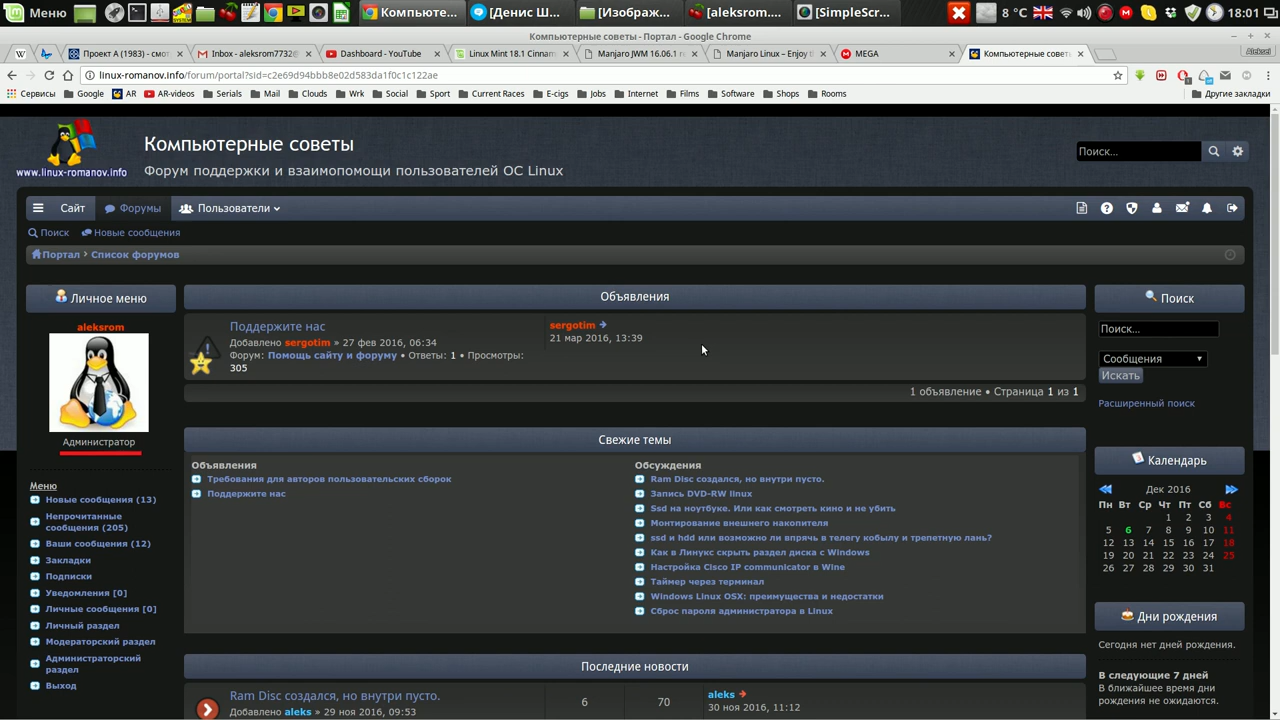 Меню
Компьюте...
[Денис Ш...
[Изображ...
[aleksrom....
[SimpleScr...
8 °C
18:01
Компьютерные советы - Портал - Google Chrome
Проект А (1983) - смот
Inbox - aleksrom7732@
Dashboard - YouTube
Linux Mint 18.1 Cinnam
Manjaro JWM 16.06.1 r
Manjaro Linux – Enjoy t
MEGA
Компьютерные советы
Aleksei
linux-romanov.info/forum/portal?sid=c2e69d94bbb8e02d583da1f0c1c122ae
Сервисы
Google
AR
AR-videos
Serials
Mail
Clouds
Wrk
Social
Sport
Current Races
E-cigs
Jobs
Internet
Films
Software
Shops
Rooms
Другие закладки
www.linux-romanov.info
Компьютерные советы
Форум поддержки и взаимопомощи пользователей ОС Linux
Поиск...
Сайт
Форумы
Пользователи
Поиск
Новые сообщения
Портал
Список форумов
Личное меню
aleksrom
Администратор
Меню
Новые сообщения (13)
Непрочитанные
сообщения (205)
Ваши сообщения (12)
Закладки
Подписки
Уведомления [0]
Личные сообщения [0]
Личный раздел
Модераторский раздел
Администраторский
раздел
Выход
Объявления
Поддержите нас
Добавлено sergotim » 27 фев 2016, 06:34
Форум: Помощь сайту и форуму • Ответы: 1 • Просмотры:
305
sergotim
21 мар 2016, 13:39
1 объявление • Страница 1 из 1
Свежие темы
Объявления
Требования для авторов пользовательских сборок
Поддержите нас
Обсуждения
Ram Disc создался, но внутри пусто.
Запись DVD-RW linux
Ssd на ноутбуке. Или как смотреть кино и не убить
Монтирование внешнего накопителя
ssd и hdd или возможно ли впрячь в телегу кобылу и трепетную лань?
Как в Линукс скрыть раздел диска с Windows
Настройка Cisco IP communicator в Wine
Таймер через терминал
Windows Linux OSX: преимущества и недостатки
Сброс пароля администратора в Linux
Последние новости
Ram Disc создался, но внутри пусто.
Добавлено aleks » 29 ноя 2016, 09:53
6
70
aleks
30 ноя 2016, 11:12
Поиск
Поиск...
Сообщения
Искать
Расширенный поиск
Календарь
Дек 2016
Пн Вт Ср Чт Пт Сб Вс
1 2 3 4
5 6 7 8 9 10 11
12 13 14 15 16 17 18
19 20 21 22 23 24 25
26 27 28 29 30 31
Дни рождения
Сегодня нет дней рождения.
В следующие 7 дней
В ближайшее время дни
рождения не ожидаются.